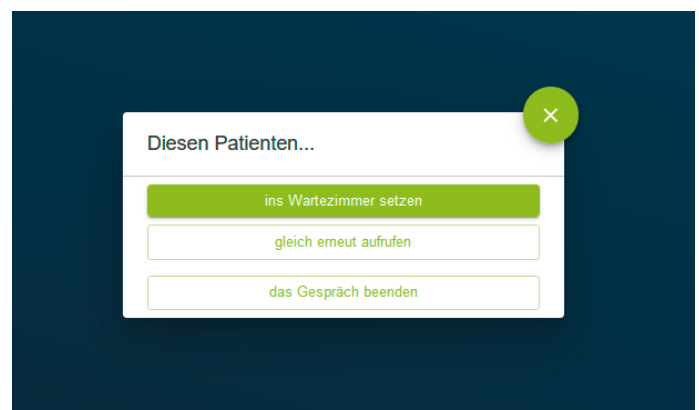 Diesen Patienten...
ins Wartezimmer setzen
gleich erneut aufrufen
das Gespräch beenden